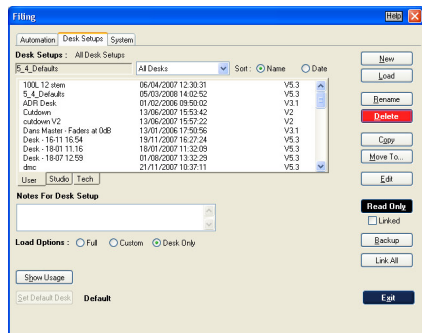 Filing
Help
Automation Desk Setups System
Desk Setups : All Desk Setups
5_4_Defaults All Desks Sort : Name Date
100L 12 stem 06/04/2007 12:30:31 V5.3
5_4_Defaults 05/03/2008 14:02:52 V5.3
ADR Desk 01/02/2006 09:50:02 V3.1
Cutdown 13/06/2007 15:53:42 V2
cutdown V2 13/06/2007 15:57:22 V2
Dans Master - Faders at 0dB 13/01/2006 17:50:56 V3.1
Desk - 16-11 16.54 19/11/2007 16:27:24 V5.3
Desk - 18-01 11.16 18/01/2007 11:32:09 V5.3
Desk - 18-07 12.59 01/08/2007 13:32:29 V5.3
dmc 21/11/2007 10:37:11 V5.3
User Studio Tech
Notes For Desk Setup
Load Options : Full Custom Desk Only
Show Usage
Set Default Desk Default
New
Load
Rename
Delete
Copy
Move To...
Edit
Read Only
Linked
Backup
Link All
Exit